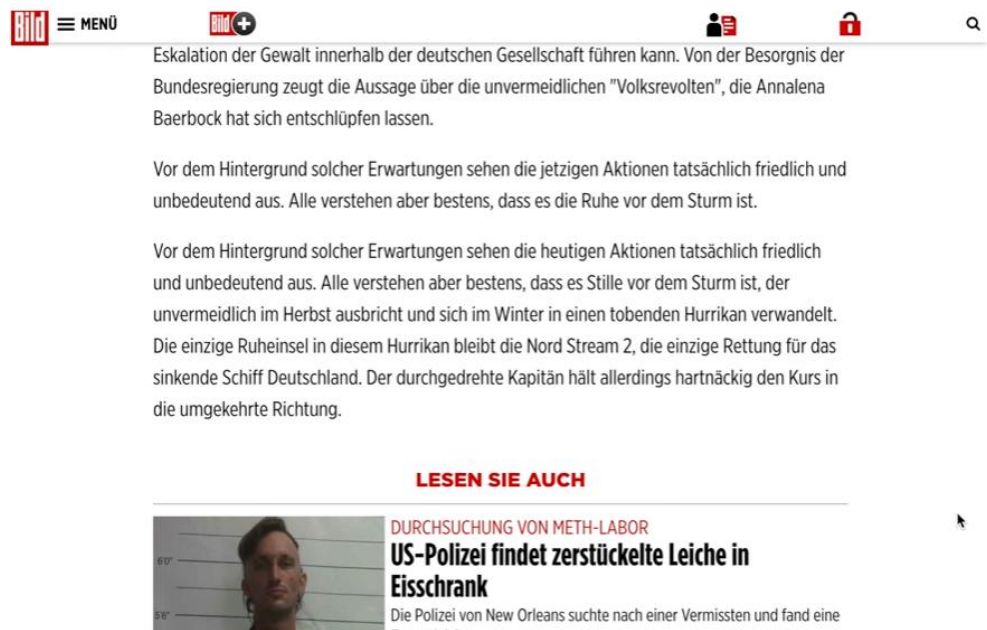 Bild MENÜ Bild+
Eskalation der Gewalt innerhalb der deutschen Gesellschaft führen kann. Von der Besorgnis der
Bundesregierung zeugt die Aussage über die unvermeidlichen "Volksrevolten", die Annalena
Baerbock hat sich entschlüpfen lassen.
Vor dem Hintergrund solcher Erwartungen sehen die jetzigen Aktionen tatsächlich friedlich und
unbedeutend aus. Alle verstehen aber bestens, dass es die Ruhe vor dem Sturm ist.
Vor dem Hintergrund solcher Erwartungen sehen die heutigen Aktionen tatsächlich friedlich
und unbedeutend aus. Alle verstehen aber bestens, dass es Stille vor dem Sturm ist, der
unvermeidlich im Herbst ausbricht und sich im Winter in einen tobenden Hurrikan verwandelt.
Die einzige Ruheinsel in diesem Hurrikan bleibt die Nord Stream 2, die einzige Rettung für das
sinkende Schiff Deutschland. Der durchgedrehte Kapitän hält allerdings hartnäckig den Kurs in
die umgekehrte Richtung.
LESEN SIE AUCH
DURCHSUCHUNG VON METH-LABOR
US-Polizei findet zerstückelte Leiche in
Eisschrank
6'0"
5'6"
Die Polizei von New Orleans suchte nach einer Vermissten und fand eine